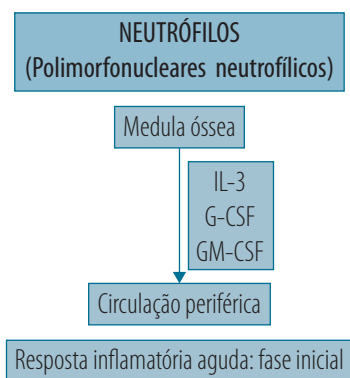 NEUTRÓFILOS
(Polimorfonucleares neutrofílicos)
Medula óssea
IL-3
G-CSF
GM-CSF
Circulação periférica
Resposta inflamatória aguda: fase inicial